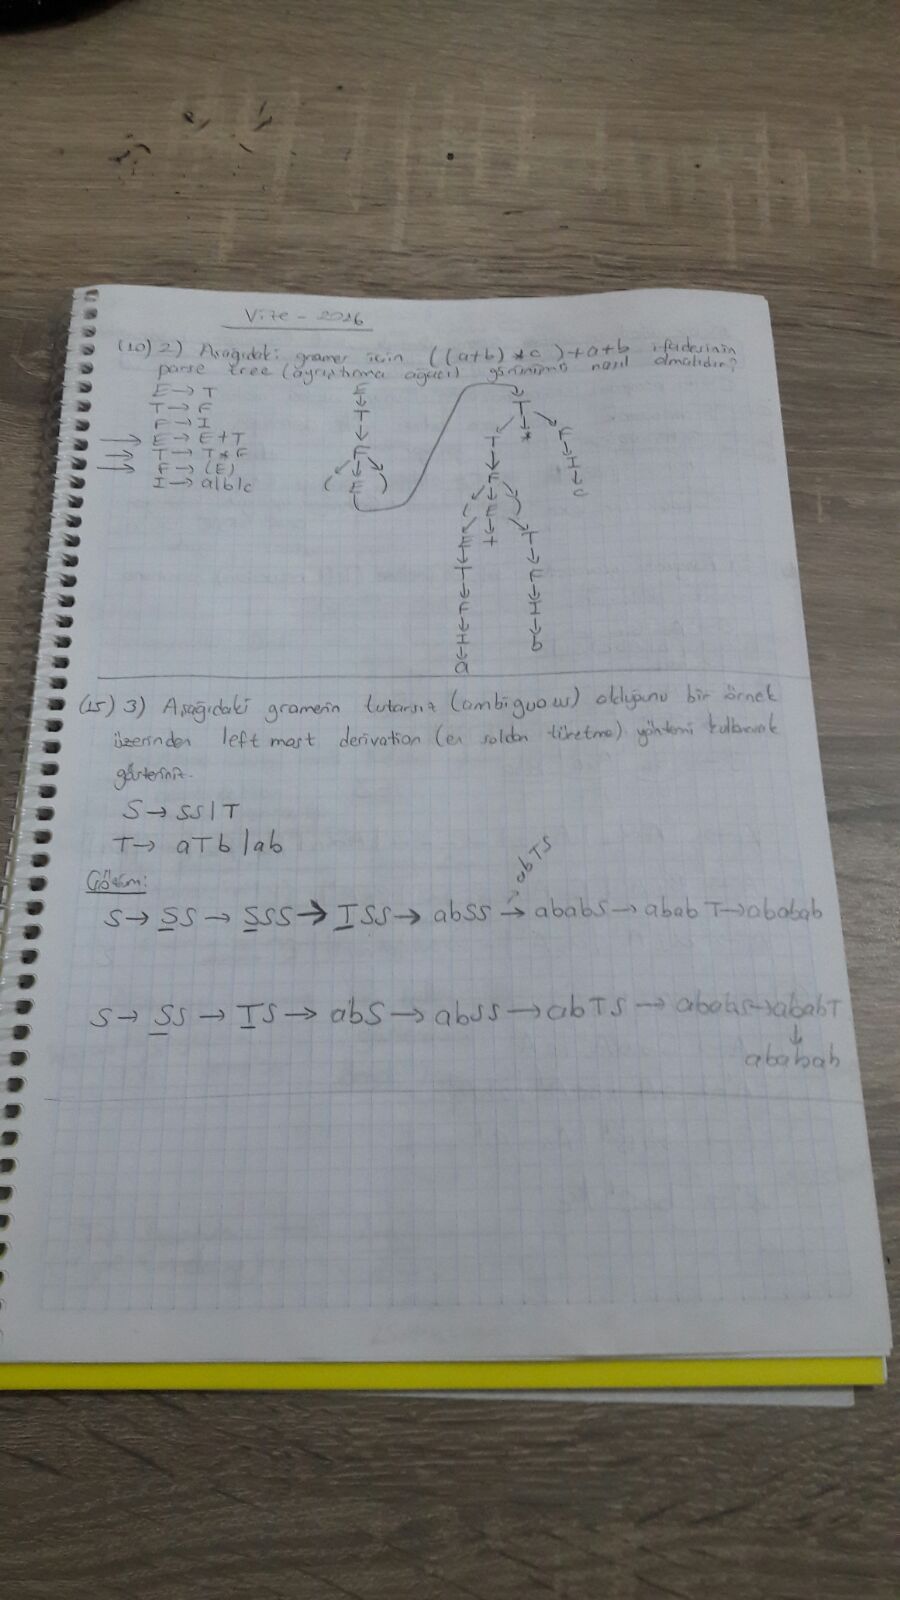 Vize - 2016
(10) 2) Aşağıdaki gramer için ((a+b)*c)+a+b ifadesinin
parse tree (ayrıştırma ağacı) görünümü nasıl olmalıdır?
E → T
T → F
F → I
→ E → E + T
→ T → T * F
→ F → (E)
I → a|b|c
E
T
F
( E )
T
T * F
F I
( E ) c
E + T
T F
F I
I b
a
(15) 3) Aşağıdaki gramerin tutarsız (ambiguous) olduğunu bir örnek
üzerinden left most derivation (en soldan türetme) yöntemi kullanarak
gösteriniz.
S → SS | T
T → aTb | ab
Çözüm:
abTS
S → SS → SSS → TSS → abSS → ababS → ababT → ababab
S → SS → TS → abS → abSS → abTS → ababS → ababT
↓
ababab